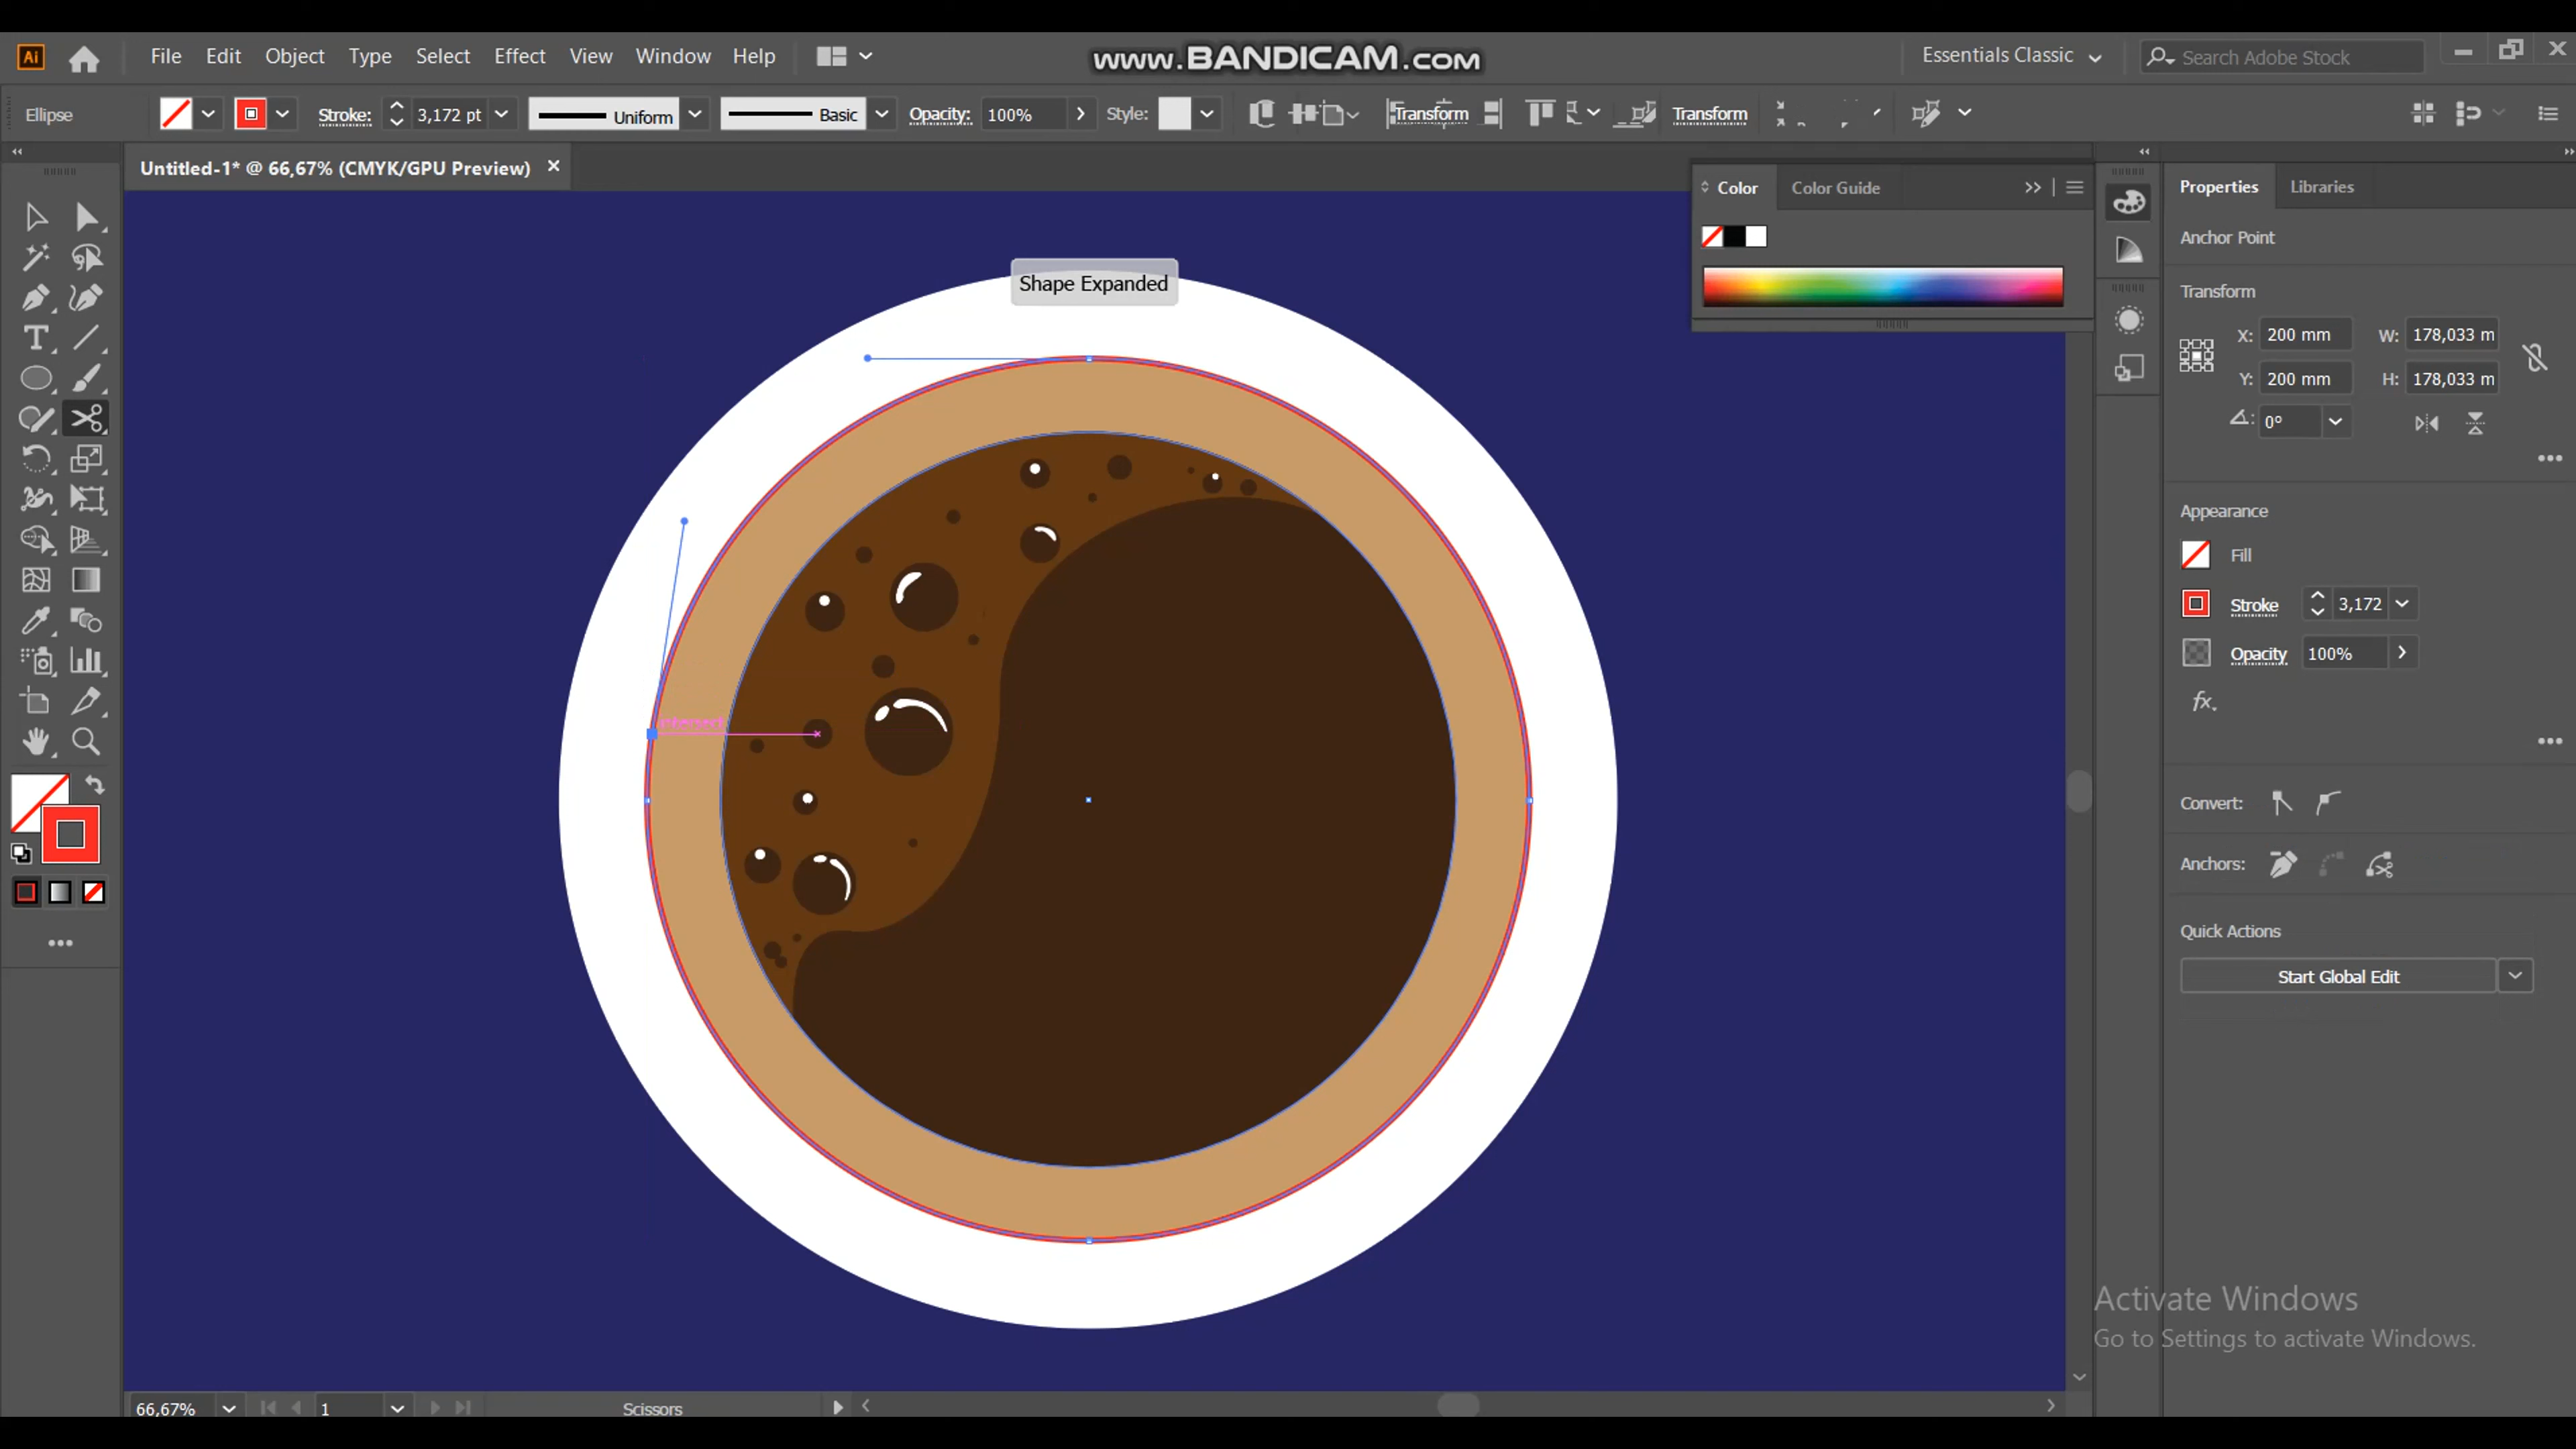 Ai File Edit Object Type Select Effect View Window Help www.BANDICAM.com Essentials Classic Search Adobe Stock
Ellipse Stroke: 3,172 pt Uniform Basic Opacity: 100% Style: Transform Transform
Untitled-1* @ 66,67% (CMYK/GPU Preview)
Color Color Guide
Properties Libraries
Anchor Point
Transform
X: 200 mm W: 178,033 m
Y: 200 mm H: 178,033 m
0°
Appearance
Fill
Stroke 3,172
Opacity 100%
fx.
Convert:
Anchors:
Quick Actions
Start Global Edit
Shape Expanded
intersect
Activate Windows
Go to Settings to activate Windows.
66,67% 1 Scissors